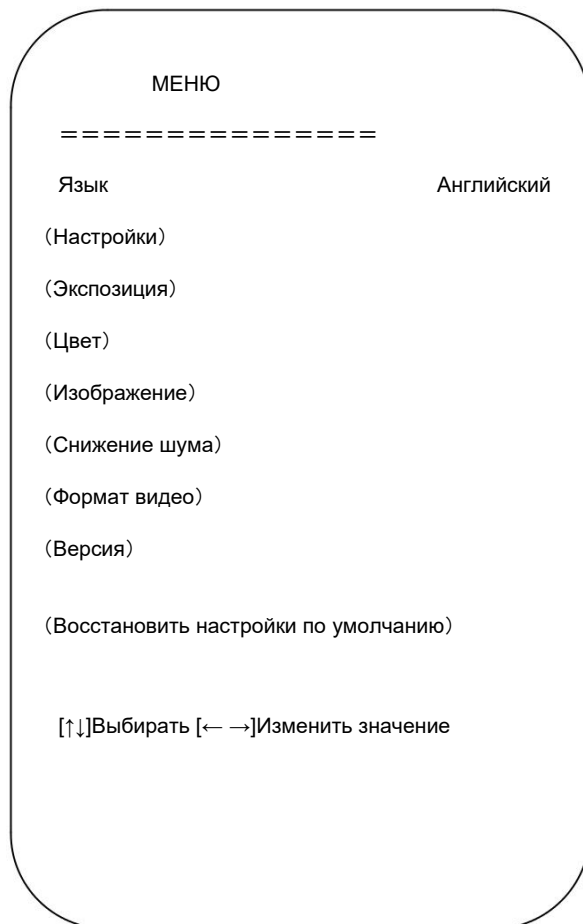 МЕНЮ
===============
Язык Английский
（Настройки）
（Экспозиция）
（Цвет）
（Изображение）
（Снижение шума）
（Формат видео）
（Версия）
（Восстановить настройки по умолчанию）
[↑↓]Выбирать [← →]Изменить значение